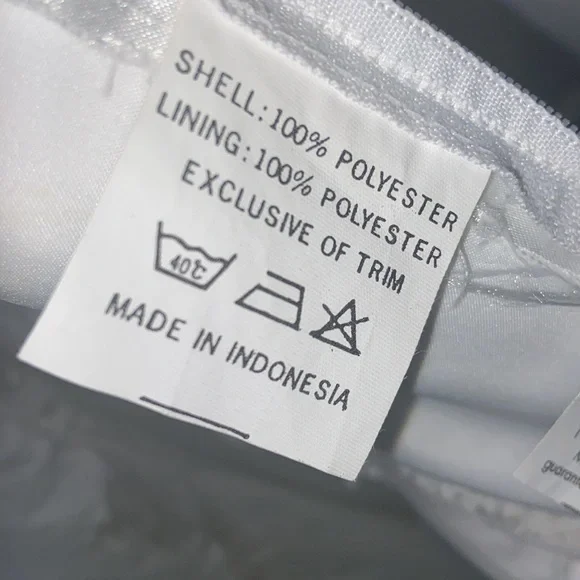 SHELL: 100% POLYESTER
LINING: 100% POLYESTER
EXCLUSIVE OF TRIM
40℃
MADE IN INDONESIA